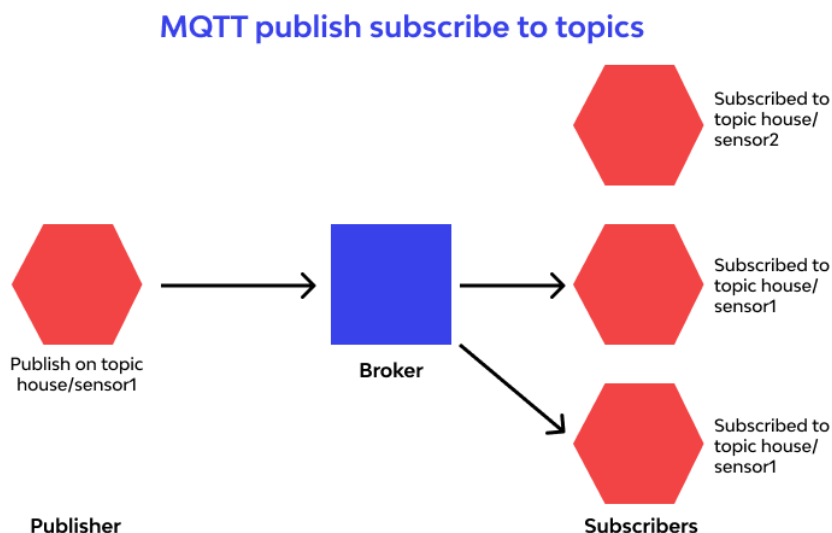 MQTT publish subscribe to topics
Subscribed to
topic house/
sensor2
Subscribed to
topic house/
sensor1
Publish on topic
house/sensor1
Broker
Subscribed to
topic house/
sensor1
Publisher
Subscribers